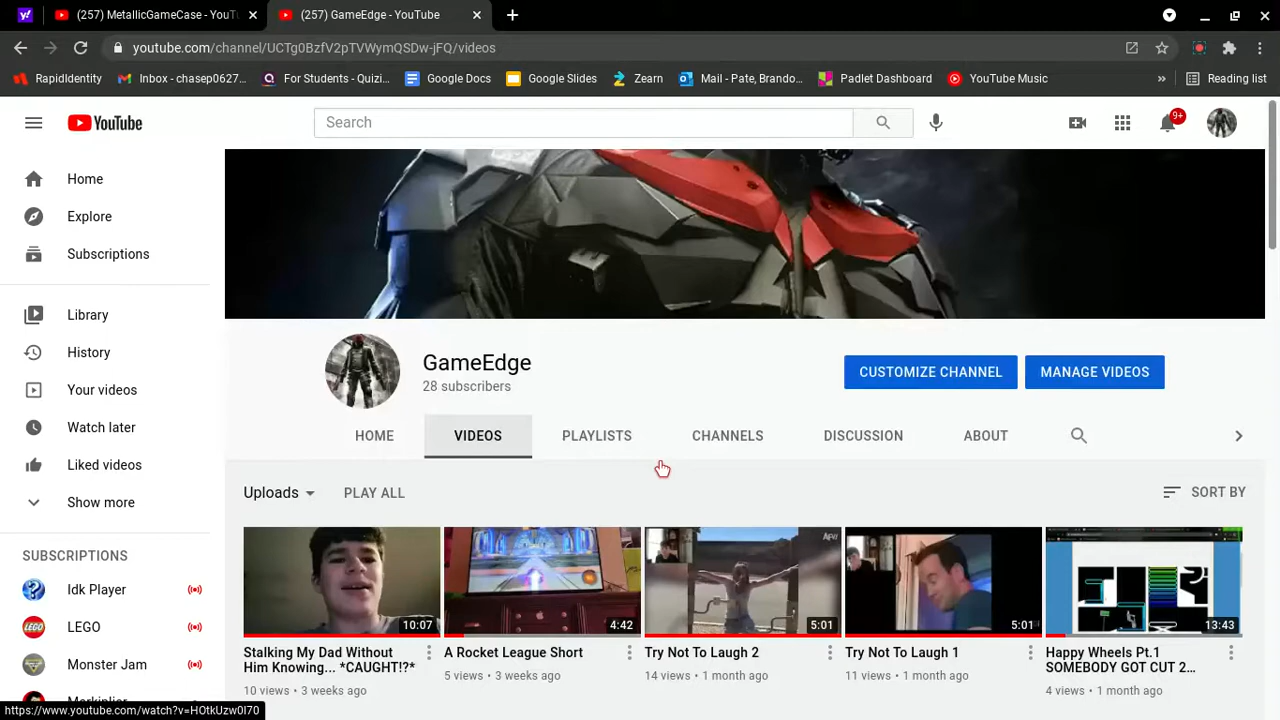 (257) MetallicGameCase - YouT
(257) GameEdge - YouTube
youtube.com/channel/UCTg0BzfV2pTVWymQSDw-jFQ/videos
RapidIdentity
Inbox - chasep0627...
For Students - Quizi...
Google Docs
Google Slides
Zearn
Mail - Pate, Brando...
Padlet Dashboard
YouTube Music
»
Reading list
YouTube
Search
9+
Home
Explore
Subscriptions
Library
History
Your videos
Watch later
Liked videos
Show more
SUBSCRIPTIONS
Idk Player
LEGO
Monster Jam
Markiplier
GameEdge
28 subscribers
CUSTOMIZE CHANNEL
MANAGE VIDEOS
HOME
VIDEOS
PLAYLISTS
CHANNELS
DISCUSSION
ABOUT
Uploads
PLAY ALL
SORT BY
10:07
Stalking My Dad Without
Him Knowing... *CAUGHT!?*
10 views • 3 weeks ago
4:42
A Rocket League Short
5 views • 3 weeks ago
AFV
5:01
Try Not To Laugh 2
14 views • 1 month ago
5:01
Try Not To Laugh 1
11 views • 1 month ago
13:43
Happy Wheels Pt.1
SOMEBODY GOT CUT 2...
4 views • 1 month ago
https://www.youtube.com/watch?v=HOtkUzw0I70